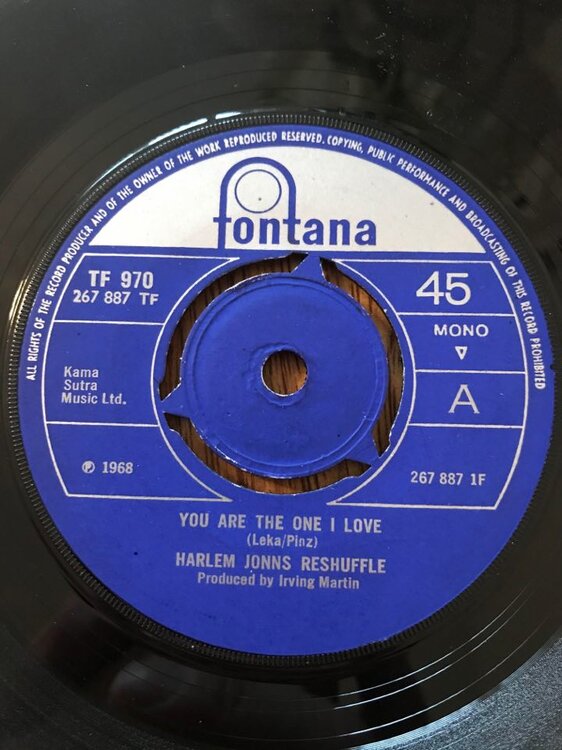 ALL RIGHTS OF THE RECORD PRODUCER AND OF THE OWNER OF THE WORK REPRODUCED RESERVED. COPYING, PUBLIC PERFORMANCE AND BROADCASTING OF THIS RECORD PROHIBITED
fontana
TF 970
267 887 TF
45
MONO
Kama
Sutra
Music Ltd.
A
℗ 1968
267 887 1F
YOU ARE THE ONE I LOVE
(Leka/Pinz)
HARLEM JONNS RESHUFFLE
Produced by Irving Martin